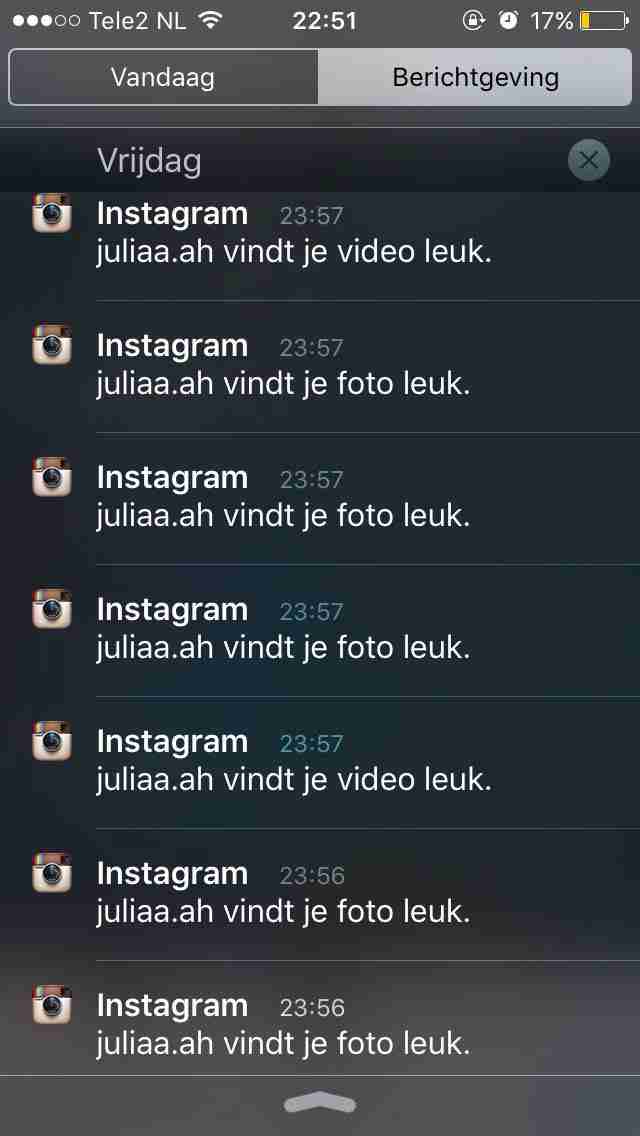 Tele2 NL 22:51 17%
Vandaag Berichtgeving
Vrijdag
Instagram 23:57
juliaa.ah vindt je video leuk.
Instagram 23:57
juliaa.ah vindt je foto leuk.
Instagram 23:57
juliaa.ah vindt je foto leuk.
Instagram 23:57
juliaa.ah vindt je foto leuk.
Instagram 23:57
juliaa.ah vindt je video leuk.
Instagram 23:56
juliaa.ah vindt je foto leuk.
Instagram 23:56
juliaa.ah vindt je foto leuk.